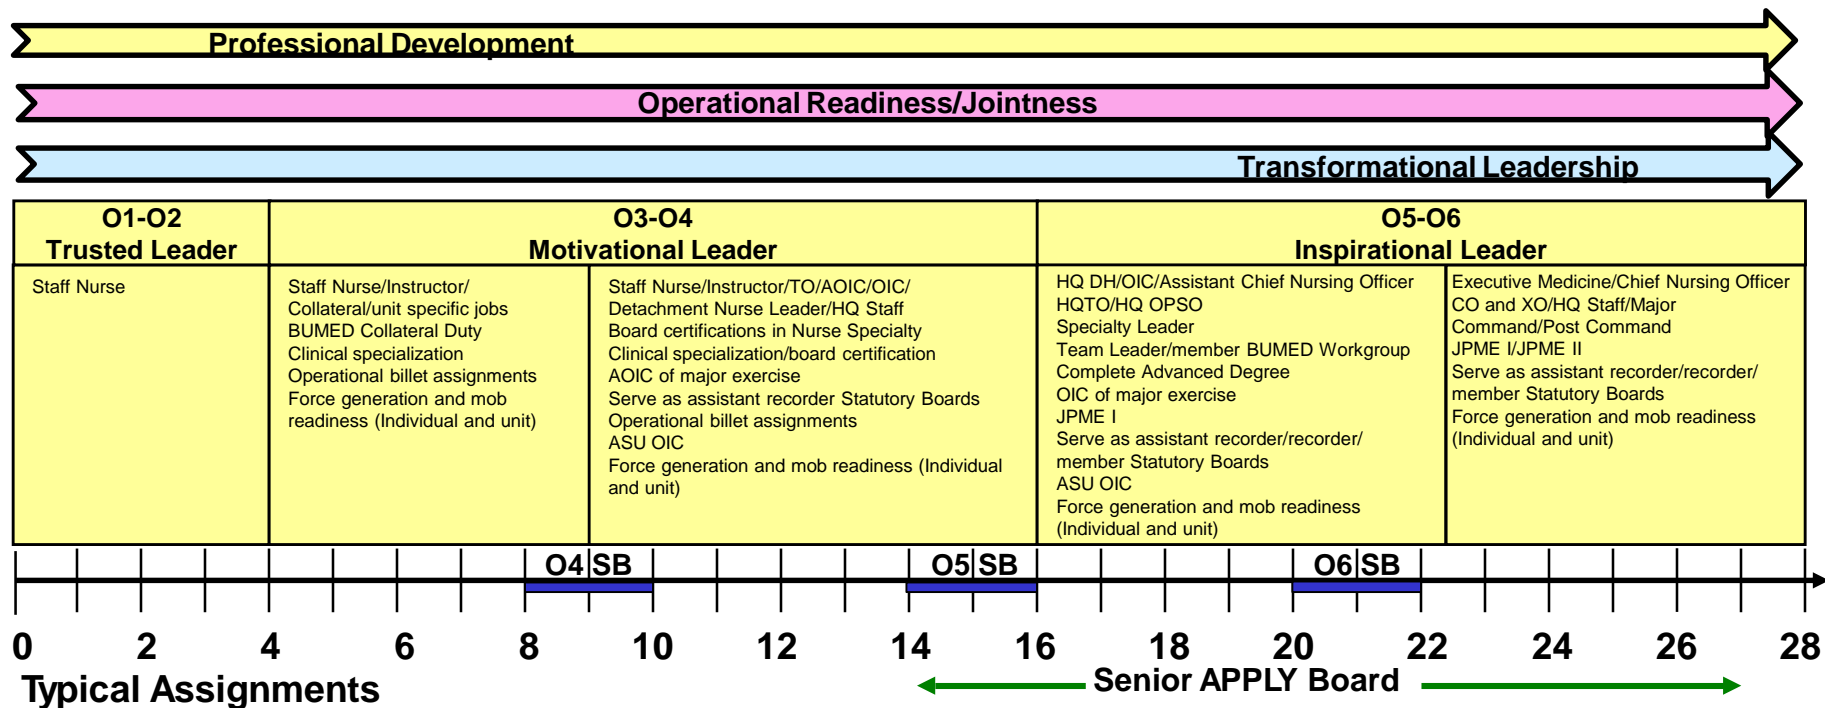 Professional Development
Operational Readiness/Jointness
Transformational Leadership
O1-O2
Trusted Leader
O3-O4
Motivational Leader
O5-O6
Inspirational Leader
Staff Nurse
Staff Nurse/Instructor/
Collateral/unit specific jobs
BUMED Collateral Duty
Clinical specialization
Operational billet assignments
Force generation and mob
readiness (Individual and unit)
Staff Nurse/Instructor/TO/AOIC/OIC/
Detachment Nurse Leader/HQ Staff
Board certifications in Nurse Specialty
Clinical specialization/board certification
AOIC of major exercise
Serve as assistant recorder Statutory Boards
Operational billet assignments
ASU OIC
Force generation and mob readiness (Individual
and unit)
HQ DH/OIC/Assistant Chief Nursing Officer
HQTO/HQ OPSO
Specialty Leader
Team Leader/member BUMED Workgroup
Complete Advanced Degree
OIC of major exercise
JPME I
Serve as assistant recorder/recorder/
member Statutory Boards
ASU OIC
Force generation and mob readiness
(Individual and unit)
Executive Medicine/Chief Nursing Officer
CO and XO/HQ Staff/Major
Command/Post Command
JPME I/JPME II
Serve as assistant recorder/recorder/
member Statutory Boards
Force generation and mob readiness
(Individual and unit)
O4 SB
O5 SB
O6 SB
0 2 4 6 8 10 12 14 16 18 20 22 24 26 28
Typical Assignments
Senior APPLY Board